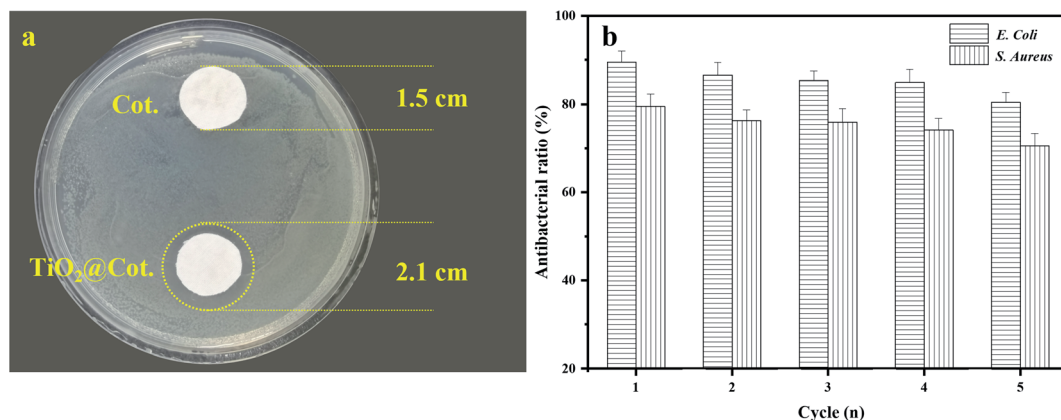 a
Cot.
1.5 cm
TiO₂@Cot.
2.1 cm
b
E. Coli
S. Aureus
Antibacterial ratio (%)
100
80
60
40
20
1 2 3 4 5
Cycle (n)